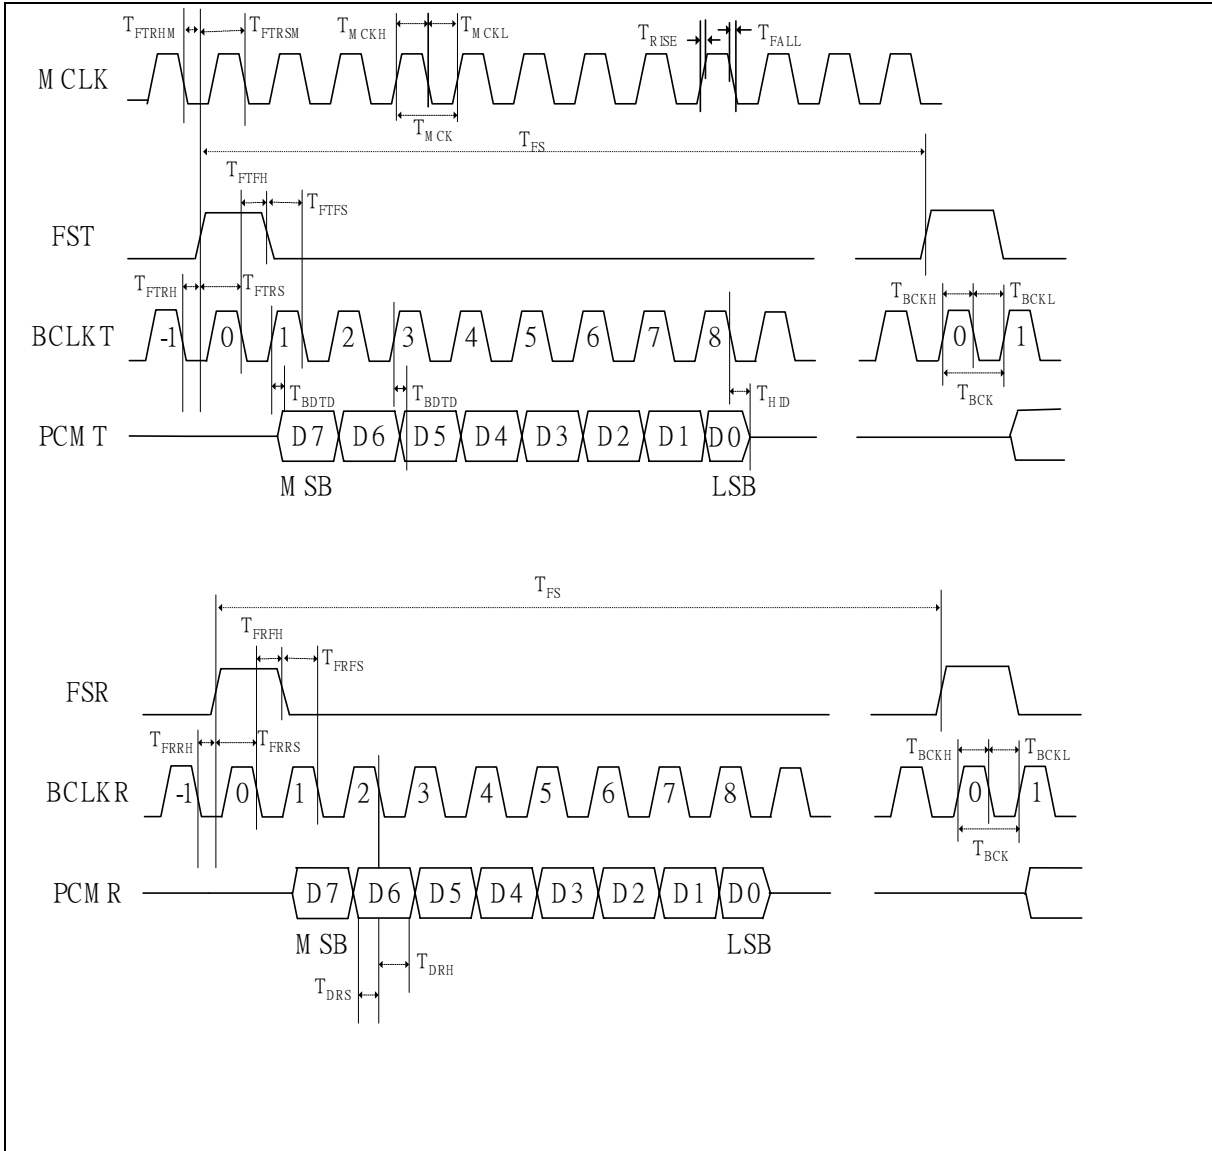 TFTRHM TFTRSM TMCKH TMCKL TRISE TFALL
MCLK
TMCK
TFS
TFTFH
TFTFS
FST
TFTRH TFTRS TBCKH TBCKL
BCLKT -1 0 1 2 3 4 5 6 7 8 0 1
TBDTD TBDTD THID TBCK
PCMT D7 D6 D5 D4 D3 D2 D1 D0
MSB LSB
TFS
TFRFH
TFRFS
FSR
TFRRH TFRRS TBCKH TBCKL
BCLKR -1 0 1 2 3 4 5 6 7 8 0 1
TBCK
PCMR D7 D6 D5 D4 D3 D2 D1 D0
MSB LSB
TDRH
TDRS